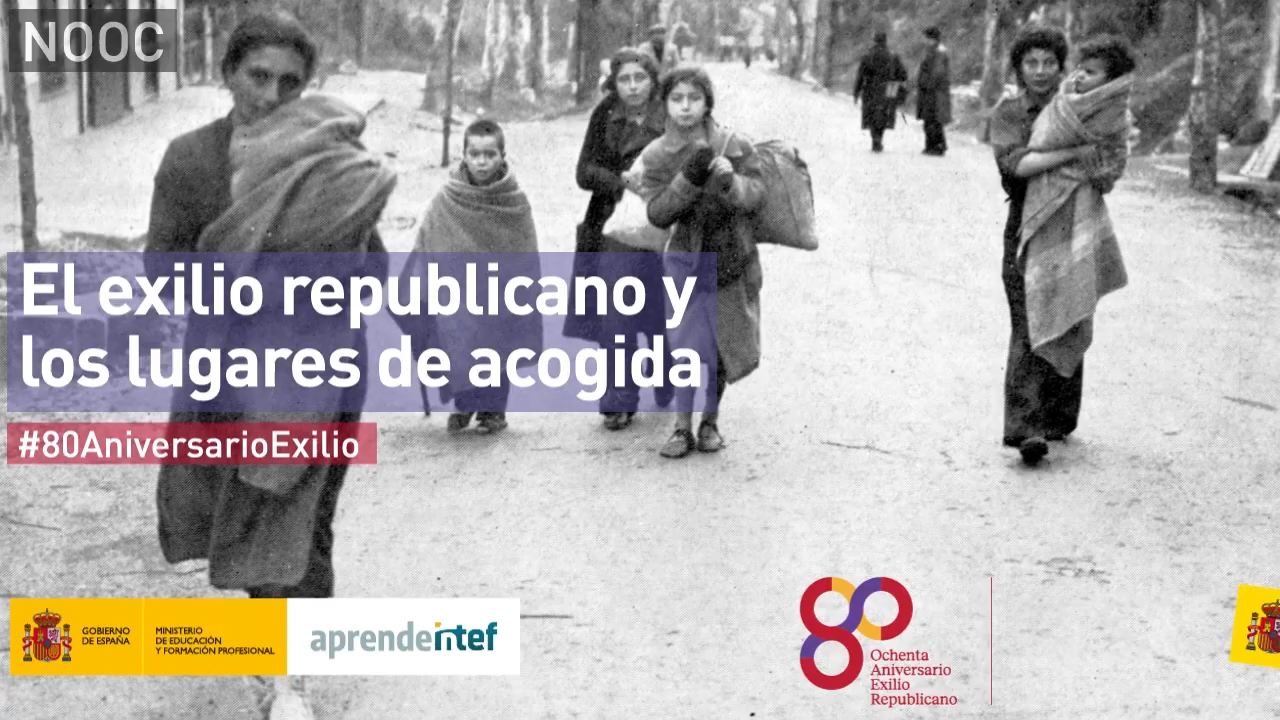 NOOC
El exilio republicano y
los lugares de acogida
#80AniversarioExilio
GOBIERNO
DE ESPAÑA
MINISTERIO
DE EDUCACIÓN
Y FORMACIÓN PROFESIONAL
aprendeintef
80
Ochenta
Aniversario
Exilio
Republicano